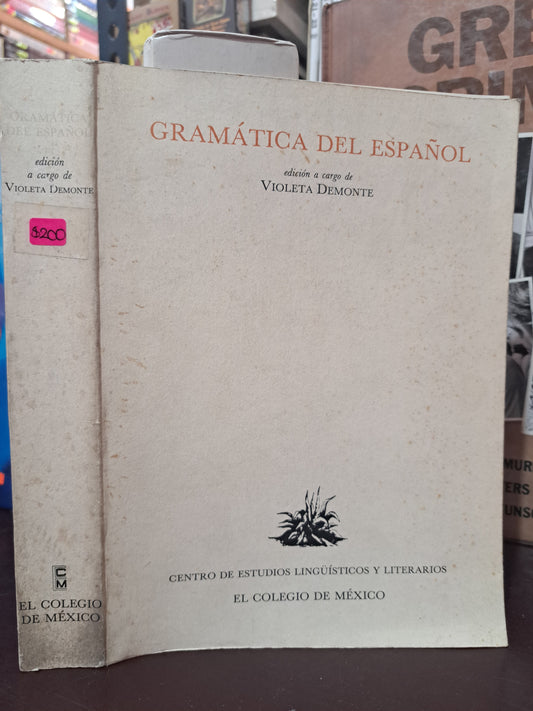 GRAMÁTICA
DEL ESPAÑOL
edición
a cargo de
VIOLETA DEMONTE
$200
C
M
EL COLEGIO
DE MÉXICO
GRAMÁTICA DEL ESPAÑOL
edición a cargo de
VIOLETA DEMONTE
CENTRO DE ESTUDIOS LINGÜÍSTICOS Y LITERARIOS
EL COLEGIO DE MÉXICO